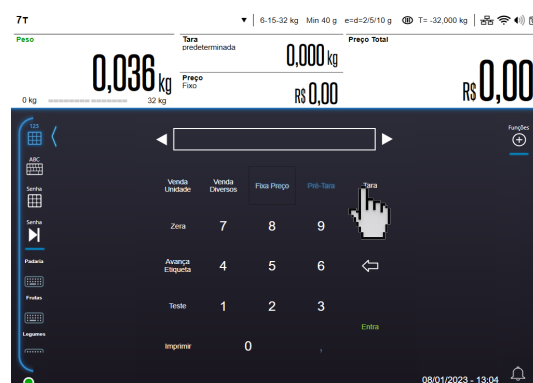 7T
6-15-32 kg Min 40 g e=d=2/5/10 g T= -32,000 kg
Peso
0,036 kg
0 kg 32 kg
Tara
predeterminada
0,000 kg
Preço
Fixo
R$ 0,00
Preço Total
R$ 0,00
123
ABC
Senha
Senha
Padaria
Frutas
Legumes
Funções
Venda
Unidade
Venda
Diversos
Fixa Preço
Pré-Tara
Tara
Zera 7 8 9
Avança
Etiqueta
4 5 6
Teste 1 2 3
Entra
Imprimir 0 ,
08/01/2023 - 13:04